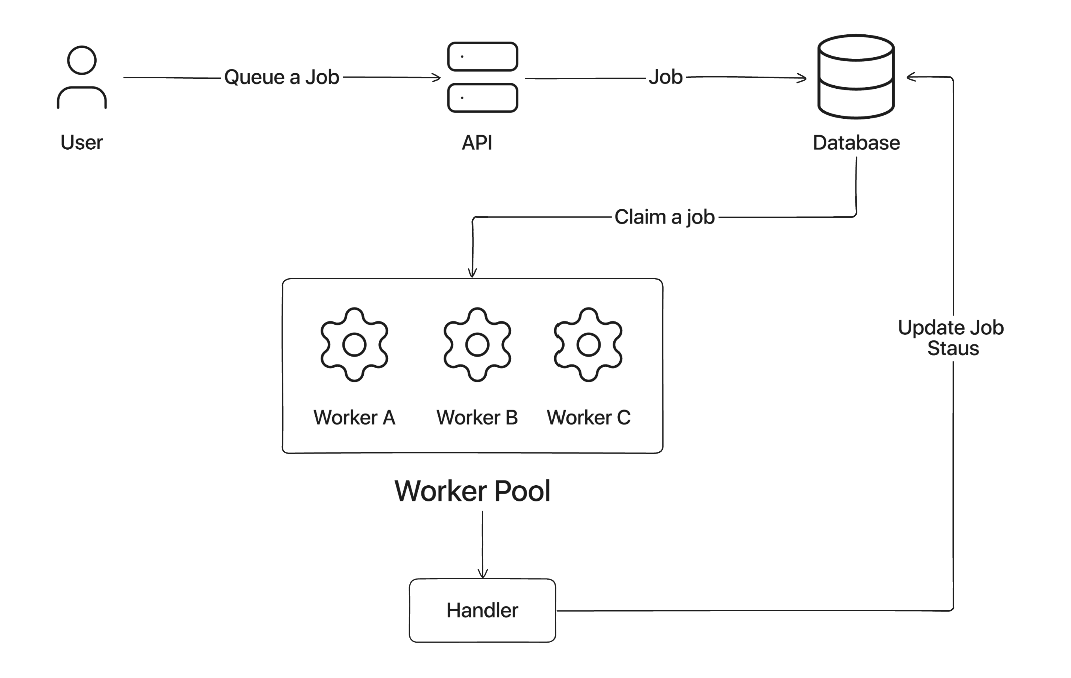 Queue a Job
Job
User
API
Database
Claim a job
Update Job
Staus
Worker A
Worker B
Worker C
Worker Pool
Handler